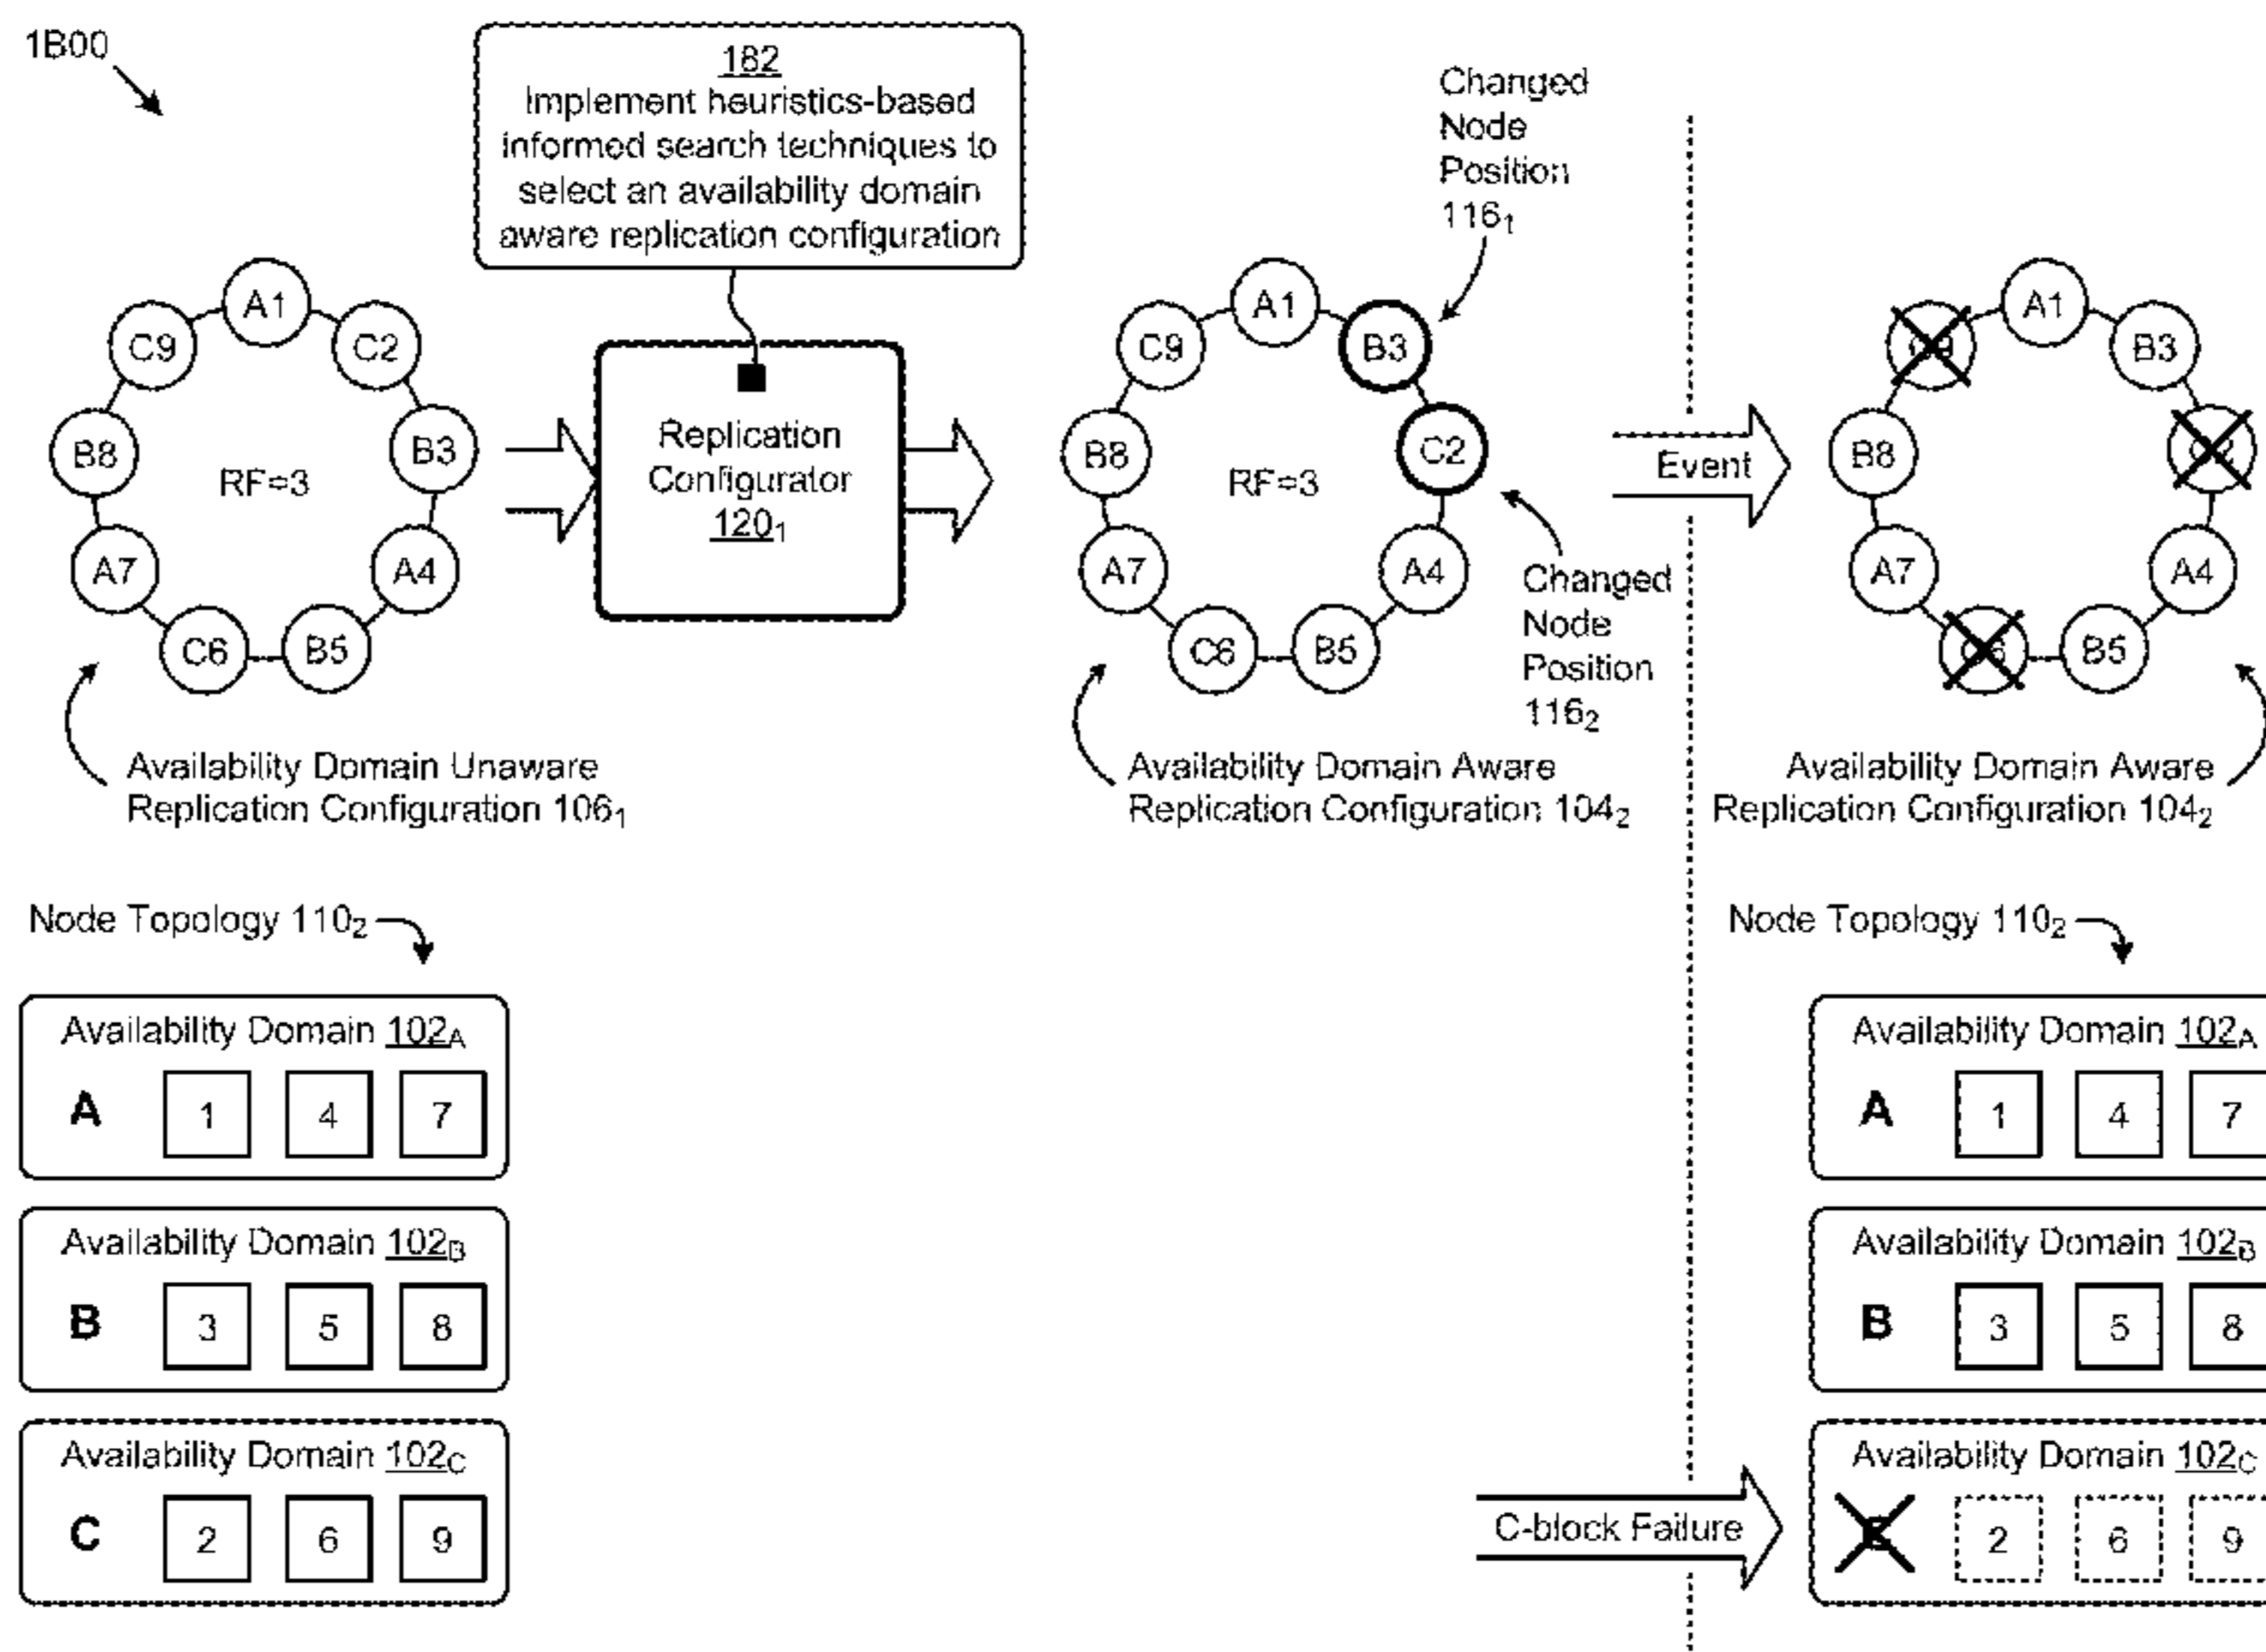 1B00
182
Implement heuristics-based
informed search techniques to
select an availability domain
aware replication configuration
A1
C2
B3
A4
B5
C6
A7
B8
C9
RF=3
Availability Domain Unaware
Replication Configuration 106₁
Replication
Configurator
120₁
Changed
Node
Position
116₁
A1
B3
C2
A4
B5
C6
A7
B8
C9
RF=3
Changed
Node
Position
116₂
Availability Domain Aware
Replication Configuration 104₂
Event
A1
B3
A4
B5
A7
B8
Availability Domain Aware
Replication Configuration 104₂
Node Topology 110₂
Availability Domain 102A
A 1 4 7
Availability Domain 102B
B 3 5 8
Availability Domain 102C
C 2 6 9
C-block Failure
Node Topology 110₂
Availability Domain 102A
A 1 4 7
Availability Domain 102B
B 3 5 8
Availability Domain 102C
2 6 9